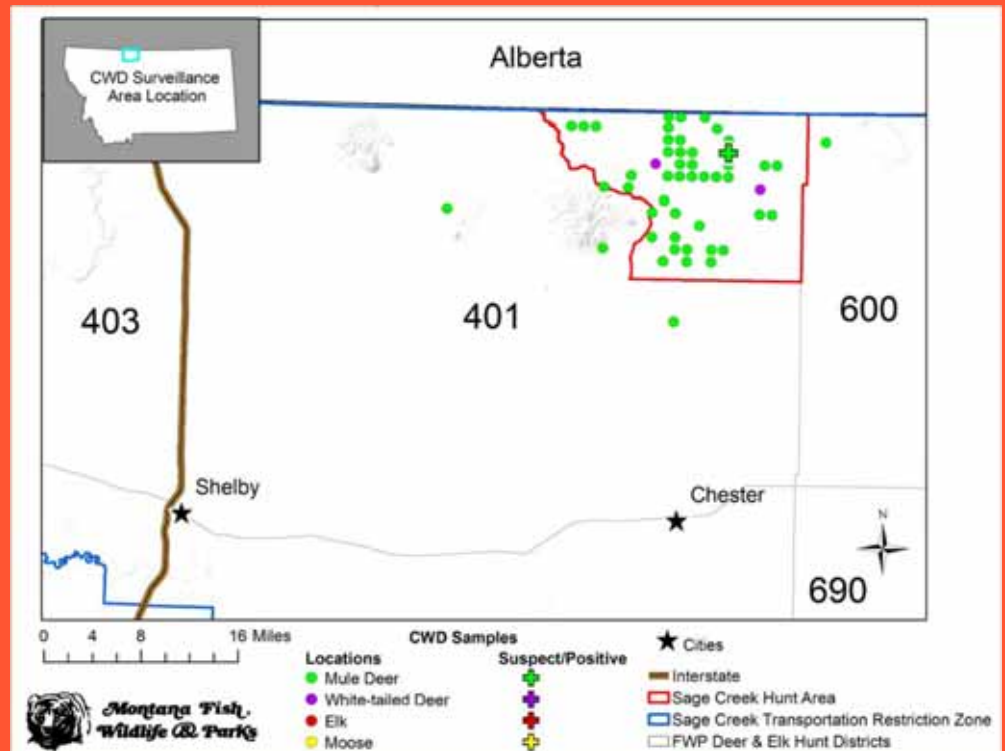 CWD Surveillance
Area Location
Alberta
403
401
600
Shelby
Chester
N
690
0 4 8 16 Miles
CWD Samples
Cities
Locations Suspect/Positive
Mule Deer
White-tailed Deer
Elk
Moose
Interstate
Sage Creek Hunt Area
Sage Creek Transportation Restriction Zone
FWP Deer & Elk Hunt Districts
Montana Fish,
Wildlife & Parks